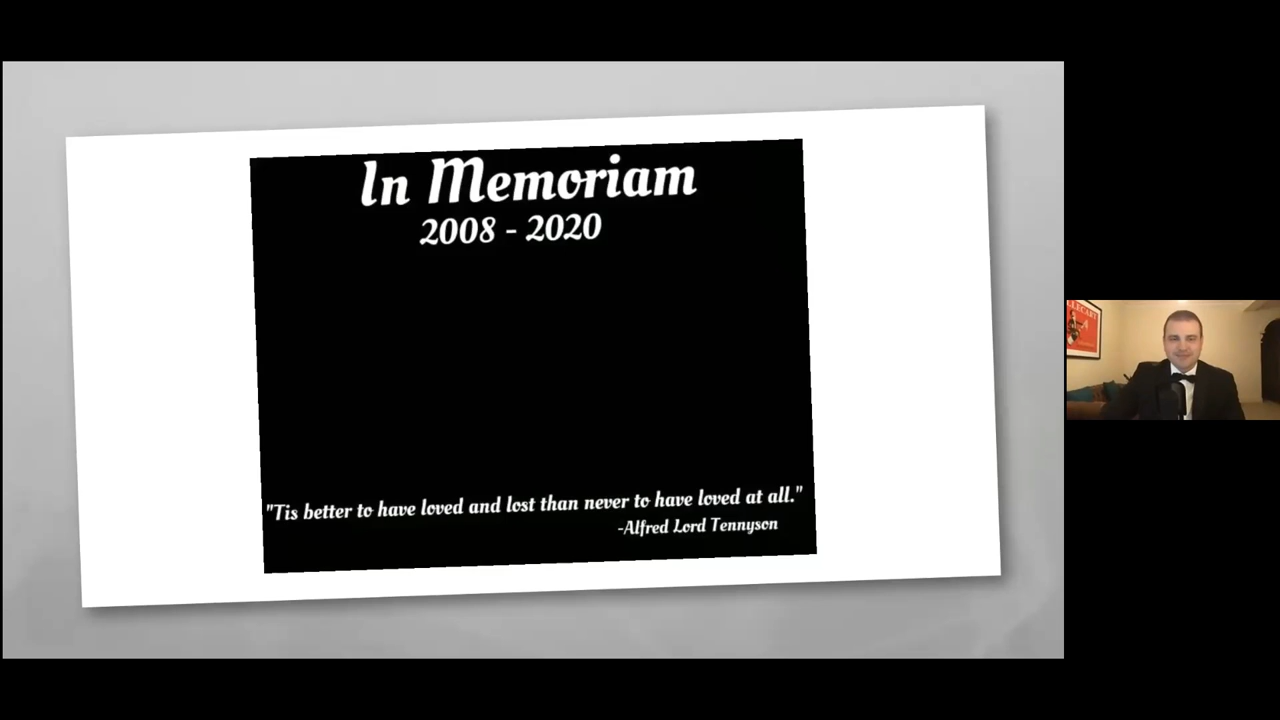 In Memoriam
2008 - 2020
"Tis better to have loved and lost than never to have loved at all."
-Alfred Lord Tennyson